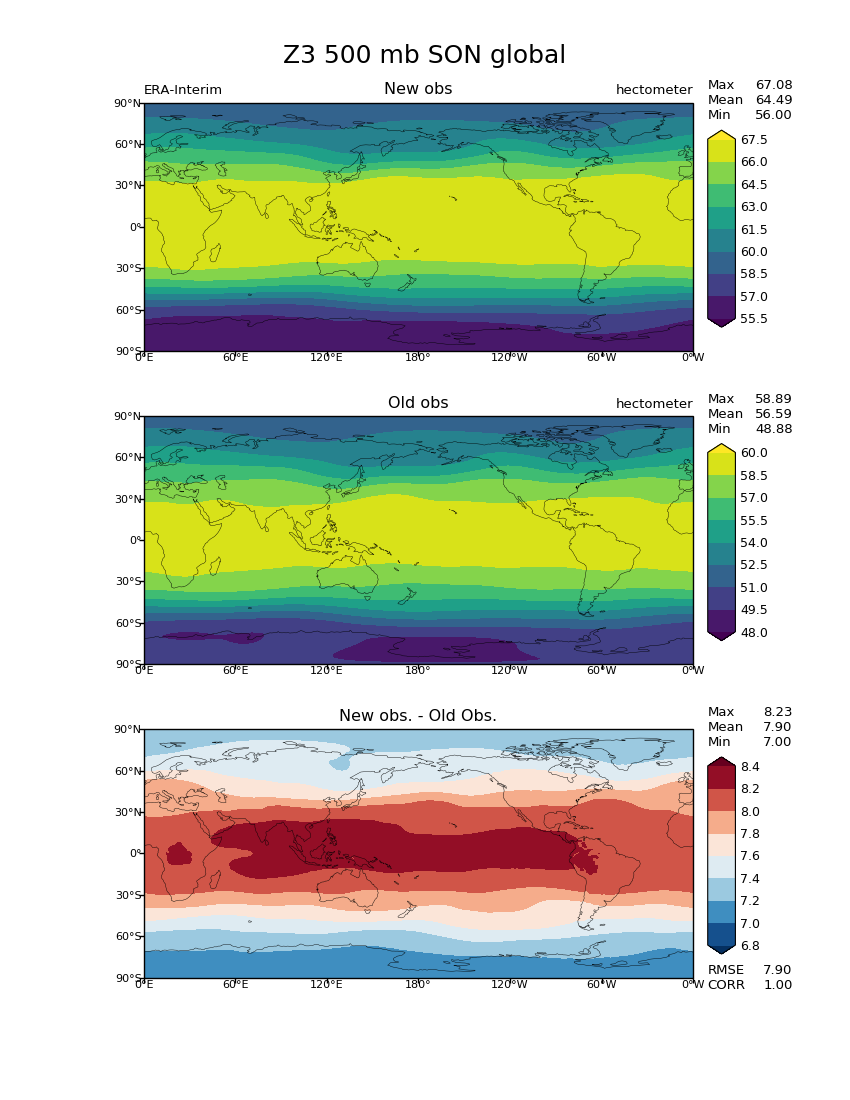 Z3 500 mb SON global
ERA-Interim New obs hectometer
Max 67.08
Mean 64.49
Min 56.00
90°N
60°N
30°N
0°
30°S
60°S
90°S
0°E 60°E 120°E 180° 120°W 60°W 0°W
67.5
66.0
64.5
63.0
61.5
60.0
58.5
57.0
55.5
Old obs hectometer
Max 58.89
Mean 56.59
Min 48.88
90°N
60°N
30°N
0°
30°S
60°S
90°S
0°E 60°E 120°E 180° 120°W 60°W 0°W
60.0
58.5
57.0
55.5
54.0
52.5
51.0
49.5
48.0
New obs. - Old Obs.
Max 8.23
Mean 7.90
Min 7.00
90°N
60°N
30°N
0°
30°S
60°S
90°S
0°E 60°E 120°E 180° 120°W 60°W 0°W
8.4
8.2
8.0
7.8
7.6
7.4
7.2
7.0
6.8
RMSE 7.90
CORR 1.00